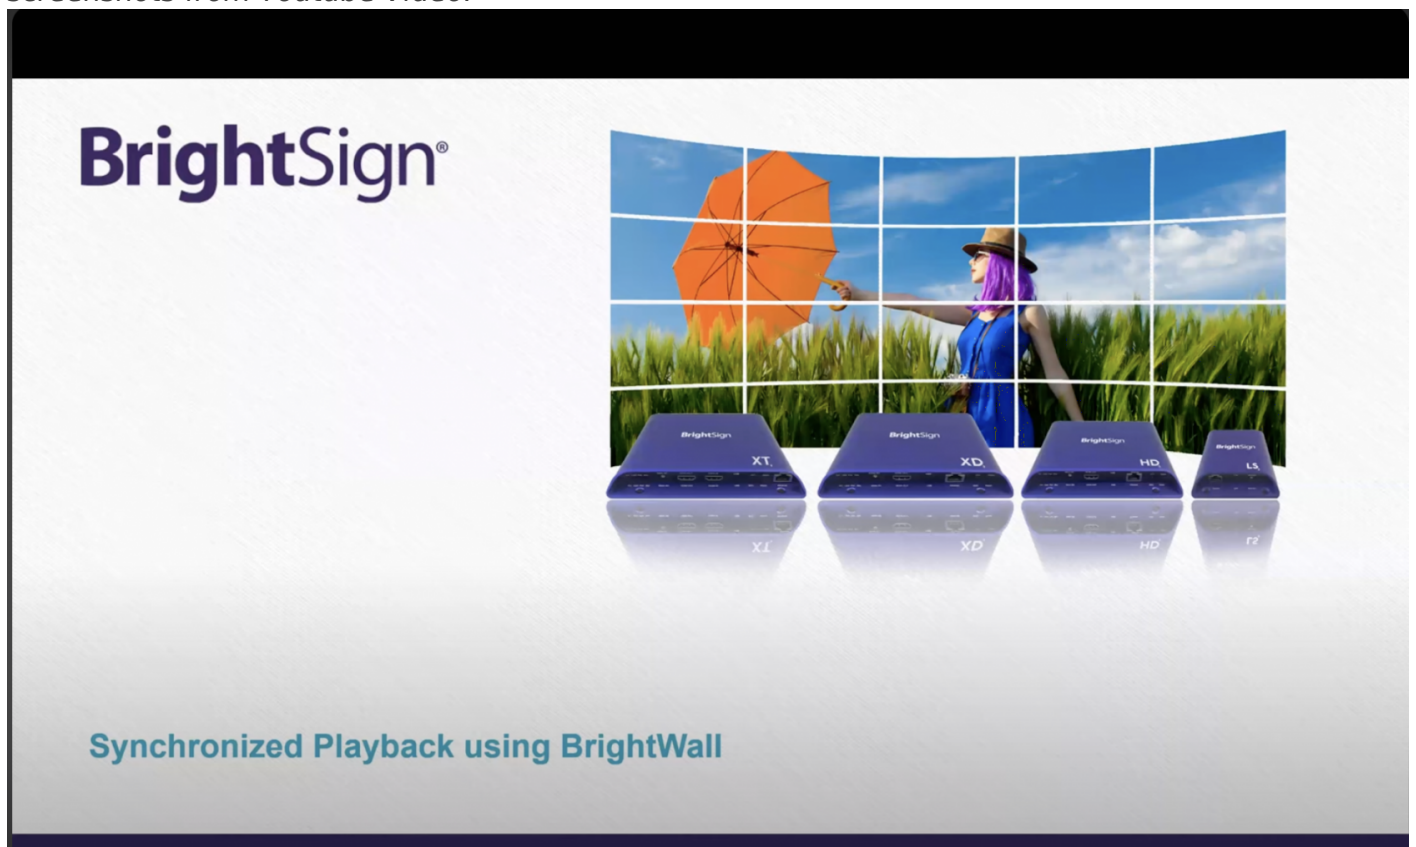 screenshots from Youtube video:
BrightSign®
BrightSign
XT
BrightSign
XD
BrightSign
HD
BrightSign
LS
Synchronized Playback using BrightWall